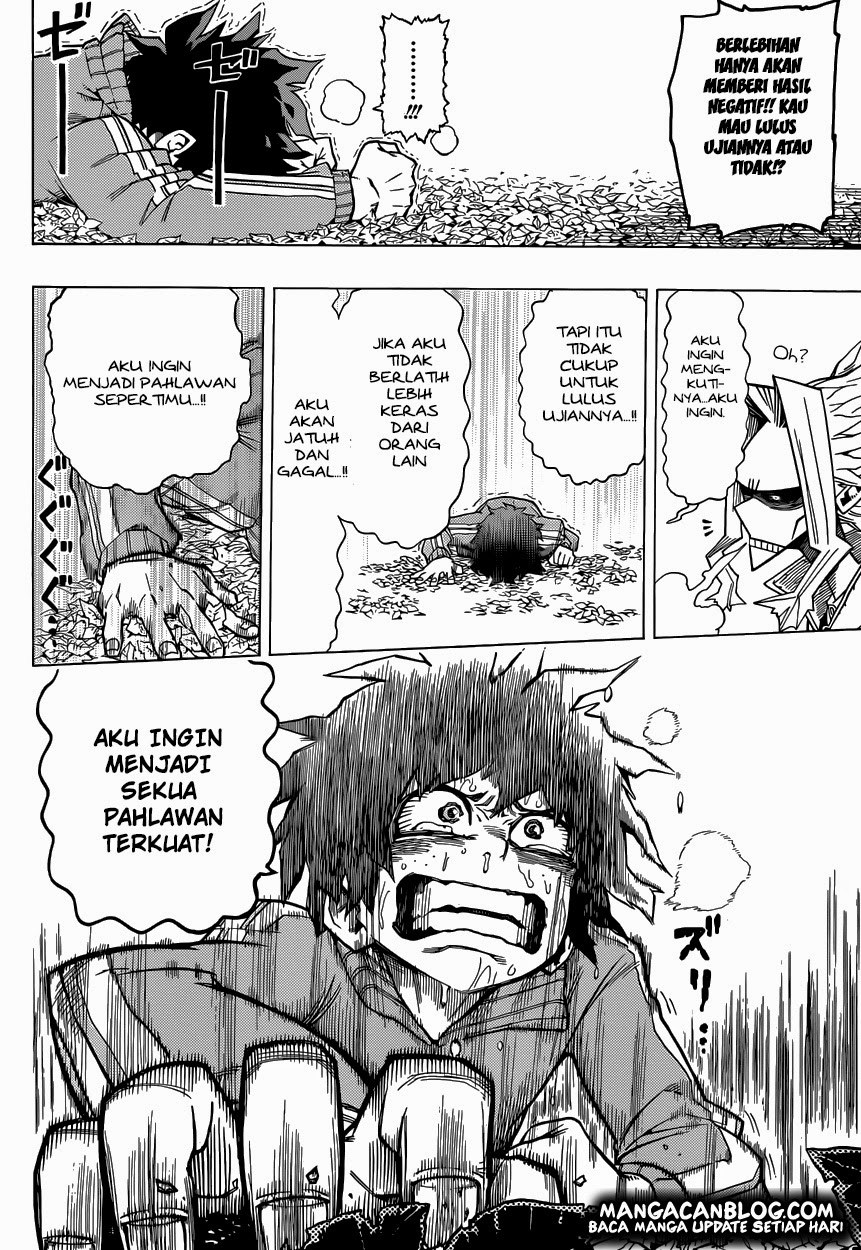 BERLEBIHAN
HANYA AKAN
MEMBERI HASIL
NEGATIF!! KAU
MAU LULUS
UJIANNYA ATAU
TIDAK!?
.........!!!
ゼ
ゼ
AKU
INGIN
MENG-
KUTI-
NYA...AKU
INGIN.
Oh?
TAPI ITU
TIDAK
CUKUP
UNTUK
LULUS
UJIANNYA...!!
JIKA AKU
TIDAK
BERLATIH
LEBIH
KERAS
DARI
ORANG
LAIN
AKU
AKAN
JATUH
DAN
GAGAL...!!
AKU INGIN
MENJADI PAHLAWAN
SEPERTIMU...!!
ぐぐぐぐ...
AKU INGIN
MENJADI
SEKUA
PAHLAWAN
TERKUAT!
ズリ...
MANGACANBLOG.COM
BACA MANGA UPDATE SETIAP HARI